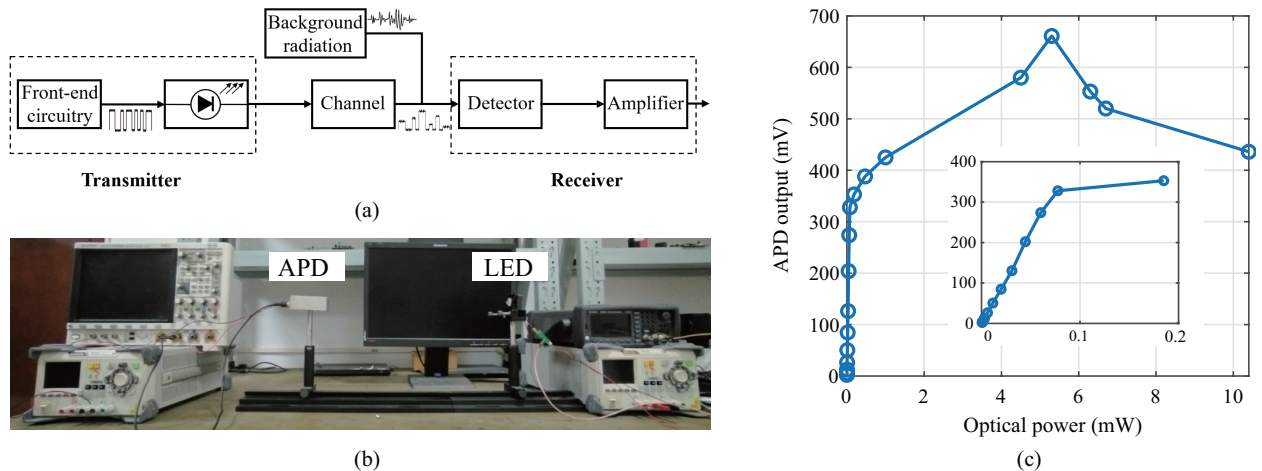 Background
radiation
Front-end
circuitry
Channel
Detector
Amplifier
Transmitter
Receiver
(a)
APD
LED
(b)
700
600
500
400
300
200
100
0
0
2
4
6
8
10
APD output (mV)
Optical power (mW)
400
300
200
100
0
0
0.1
0.2
(c)